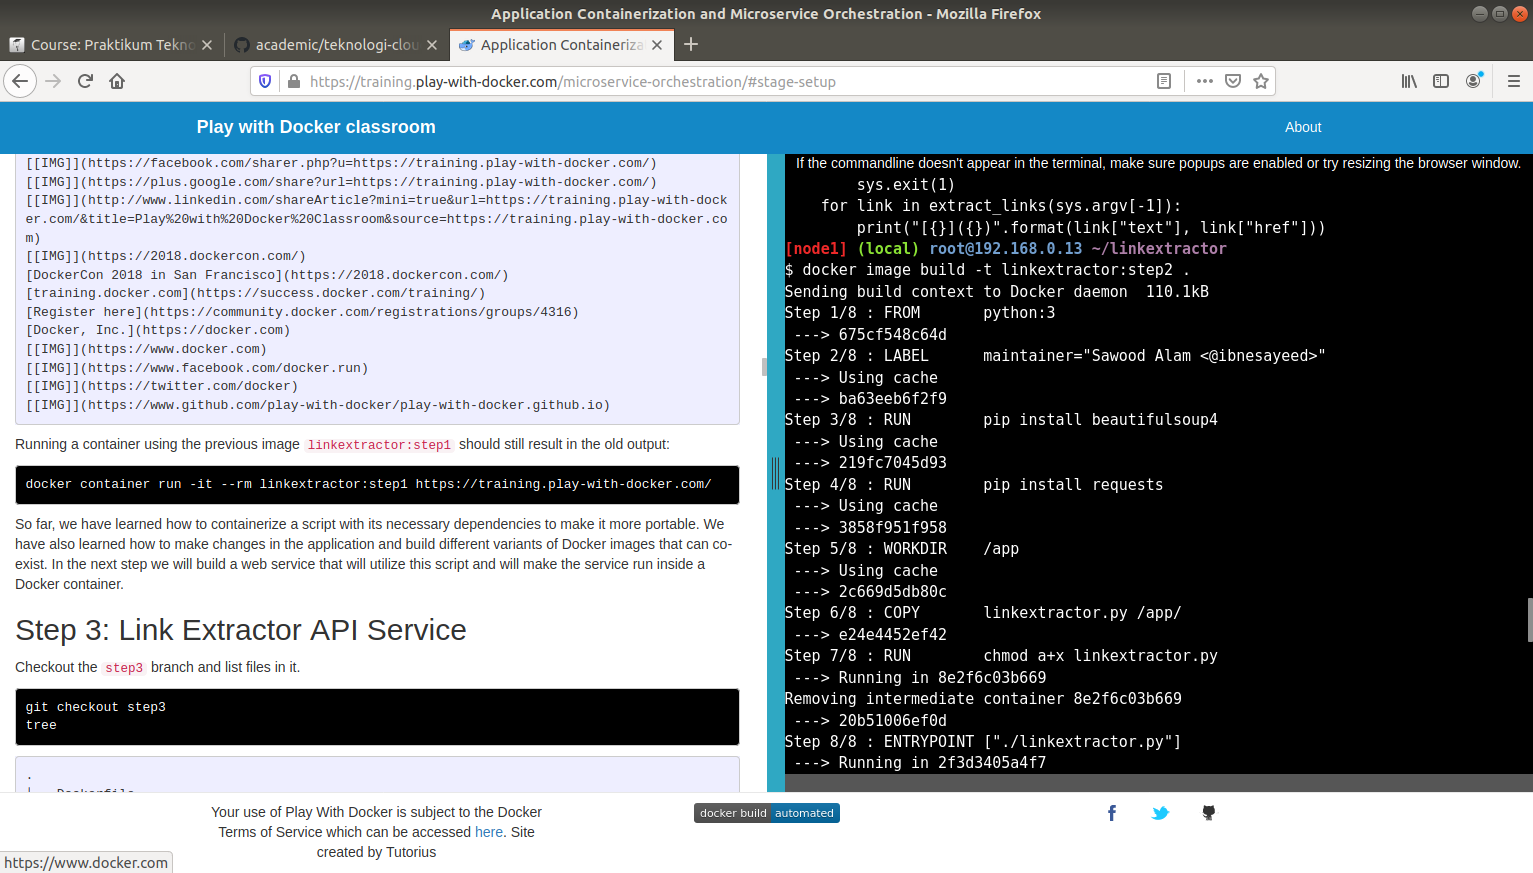 Application Containerization and Microservice Orchestration - Mozilla Firefox
Course: Praktikum Tekno
academic/teknologi-clou
Application Containeriza
https://training.play-with-docker.com/microservice-orchestration/#stage-setup
Play with Docker classroom
About
[[IMG]](https://facebook.com/sharer.php?u=https://training.play-with-docker.com/)
[[IMG]](https://plus.google.com/share?url=https://training.play-with-docker.com/)
[[IMG]](http://www.linkedin.com/shareArticle?mini=true&url=https://training.play-with-dock
er.com/&title=Play%20with%20Docker%20Classroom&source=https://training.play-with-docker.co
m)
[[IMG]](https://2018.dockercon.com/)
[DockerCon 2018 in San Francisco](https://2018.dockercon.com/)
[training.docker.com](https://success.docker.com/training/)
[Register here](https://community.docker.com/registrations/groups/4316)
[Docker, Inc.](https://docker.com)
[[IMG]](https://www.docker.com)
[[IMG]](https://www.facebook.com/docker.run)
[[IMG]](https://twitter.com/docker)
[[IMG]](https://www.github.com/play-with-docker/play-with-docker.github.io)
Running a container using the previous image linkextractor:step1 should still result in the old output:
docker container run -it --rm linkextractor:step1 https://training.play-with-docker.com/
So far, we have learned how to containerize a script with its necessary dependencies to make it more portable. We
have also learned how to make changes in the application and build different variants of Docker images that can co-
exist. In the next step we will build a web service that will utilize this script and will make the service run inside a
Docker container.
Step 3: Link Extractor API Service
Checkout the step3 branch and list files in it.
git checkout step3
tree
.
If the commandline doesn't appear in the terminal, make sure popups are enabled or try resizing the browser window.
sys.exit(1)
for link in extract_links(sys.argv[-1]):
print("[{}]({})".format(link["text"], link["href"]))
[node1] (local) root@192.168.0.13 ~/linkextractor
$ docker image build -t linkextractor:step2 .
Sending build context to Docker daemon  110.1kB
Step 1/8 : FROM       python:3
---> 675cf548c64d
Step 2/8 : LABEL      maintainer="Sawood Alam <@ibnesayeed>"
---> Using cache
---> ba63eeb6f2f9
Step 3/8 : RUN        pip install beautifulsoup4
---> Using cache
---> 219fc7045d93
Step 4/8 : RUN        pip install requests
---> Using cache
---> 3858f951f958
Step 5/8 : WORKDIR    /app
---> Using cache
---> 2c669d5db80c
Step 6/8 : COPY       linkextractor.py /app/
---> e24e4452ef42
Step 7/8 : RUN        chmod a+x linkextractor.py
---> Running in 8e2f6c03b669
Removing intermediate container 8e2f6c03b669
---> 20b51006ef0d
Step 8/8 : ENTRYPOINT ["./linkextractor.py"]
---> Running in 2f3d3405a4f7
Your use of Play With Docker is subject to the Docker
Terms of Service which can be accessed here. Site
created by Tutorius
docker build automated
https://www.docker.com